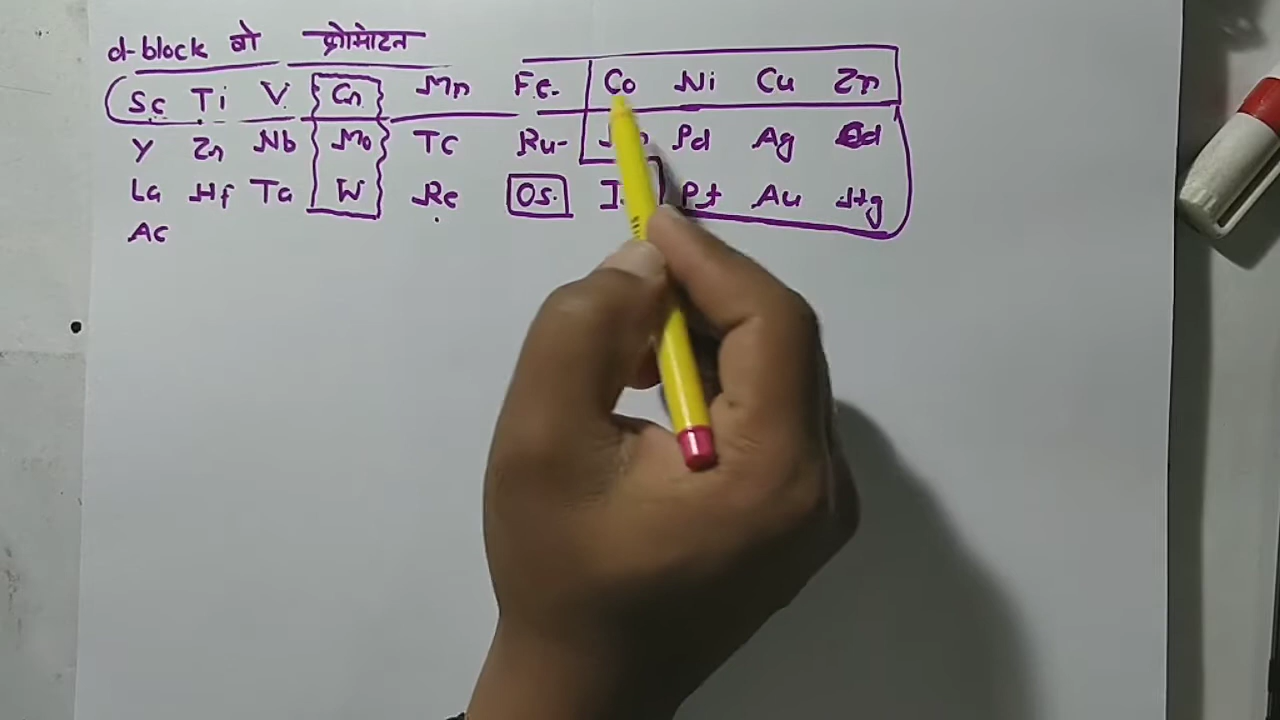 d-block को प्रोमोटन
Sc Ti V Cr Mn Fe Co Ni Cu Zn
Y Zr Nb Mo Tc Ru Pd Ag Cd
La Hf Ta W Re Os Pt Au Hg
Ac